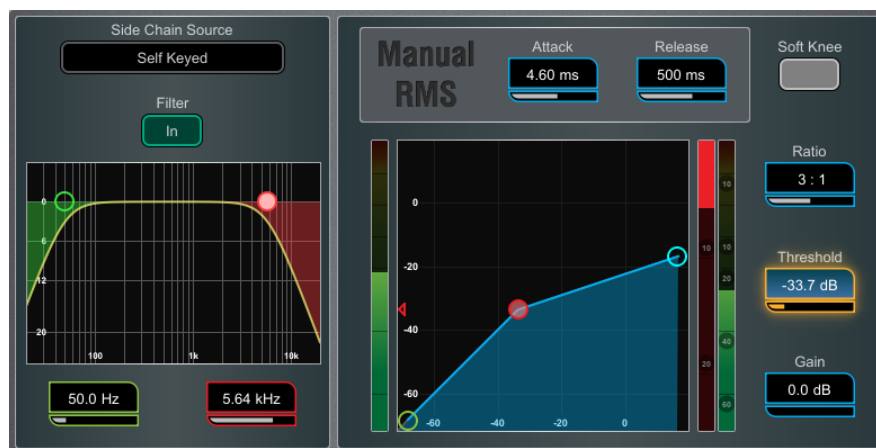 Side Chain Source
Self Keyed
Filter
In
0
6
12
20
100
1k
10k
50.0 Hz
5.64 kHz
Manual
RMS
Attack
4.60 ms
Release
500 ms
Soft Knee
0
-20
-40
-60
-60
-40
-20
0
10
20
10
10
20
40
60
Ratio
3 : 1
Threshold
-33.7 dB
Gain
0.0 dB